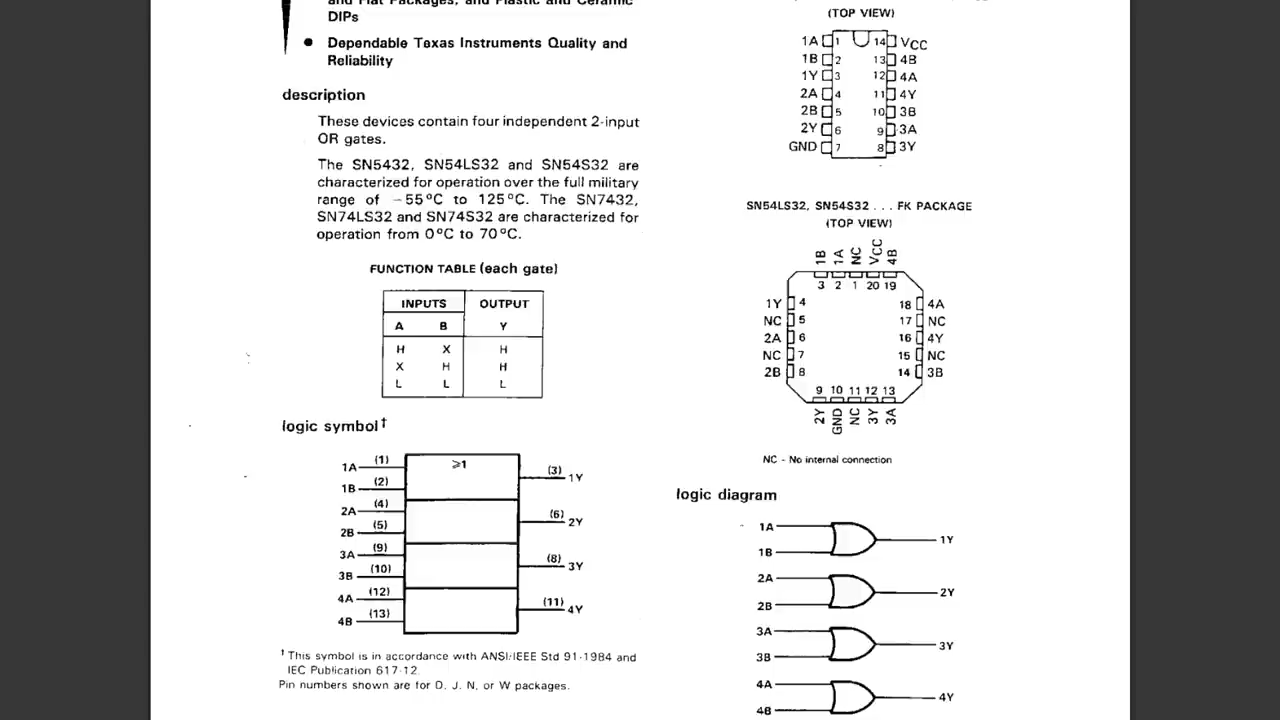 DIPs
● Dependable Texas Instruments Quality and
Reliability
description
These devices contain four independent 2-input
OR gates.
The SN5432, SN54LS32 and SN54S32 are
characterized for operation over the full military
range of −55°C to 125°C. The SN7432,
SN74LS32 and SN74S32 are characterized for
operation from 0°C to 70°C.
FUNCTION TABLE (each gate)
INPUTS OUTPUT
A B Y
H X H
X H H
L L L
logic symbol†
1A (1) ⩾1 (3) 1Y
1B (2)
2A (4) (6) 2Y
2B (5)
3A (9) (8) 3Y
3B (10)
4A (12) (11) 4Y
4B (13)
† This symbol is in accordance with ANSI/IEEE Std 91-1984 and
IEC Publication 617-12.
Pin numbers shown are for D, J, N, or W packages.
(TOP VIEW)
1A 1 14 VCC
1B 2 13 4B
1Y 3 12 4A
2A 4 11 4Y
2B 5 10 3B
2Y 6 9 3A
GND 7 8 3Y
SN54LS32, SN54S32 . . . FK PACKAGE
(TOP VIEW)
1B 1A NC VCC 4B
3 2 1 20 19
1Y 4 18 4A
NC 5 17 NC
2A 6 16 4Y
NC 7 15 NC
2B 8 14 3B
9 10 11 12 13
2Y GND NC 3Y 3A
NC - No internal connection
logic diagram
1A
1B 1Y
2A
2B 2Y
3A
3B 3Y
4A
4B 4Y